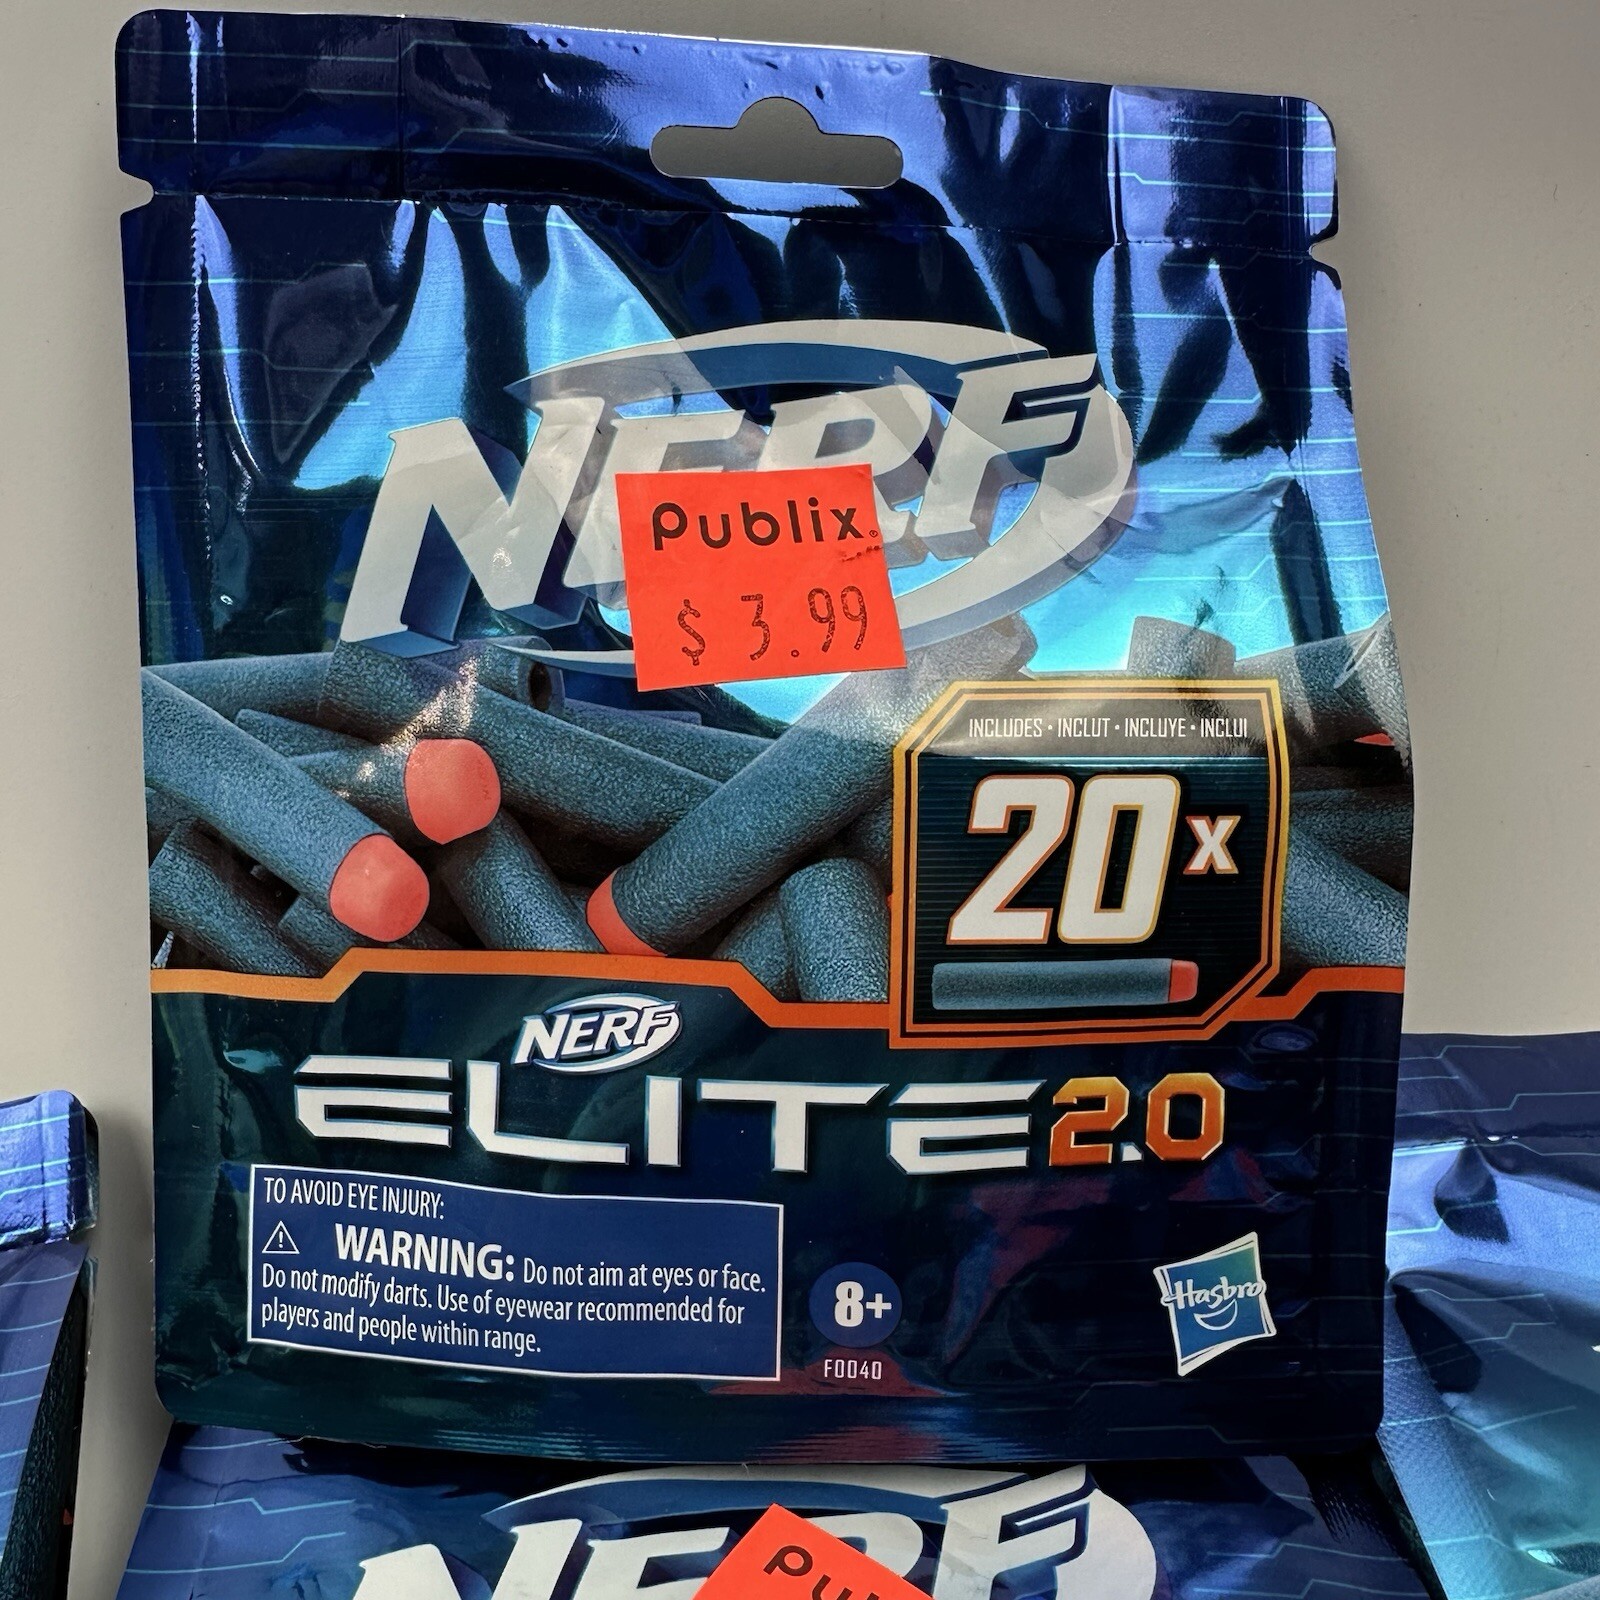 NERF
Publix
$ 3.99
INCLUDES • INCLUT • INCLUYE • INCLUI
20x
NERF
ELITE 2.0
TO AVOID EYE INJURY:
WARNING: Do not aim at eyes or face.
Do not modify darts. Use of eyewear recommended for
players and people within range.
8+
F0040
Hasbro
NERF
Publ